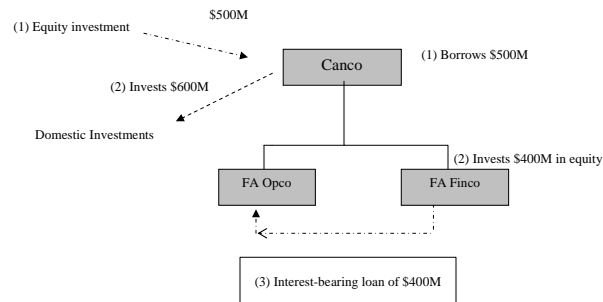 $500M
(1) Equity investment
Canco
(1) Borrows $500M
(2) Invests $600M
Domestic Investments
(2) Invests $400M in equity
FA Opco
FA Finco
(3) Interest-bearing loan of $400M